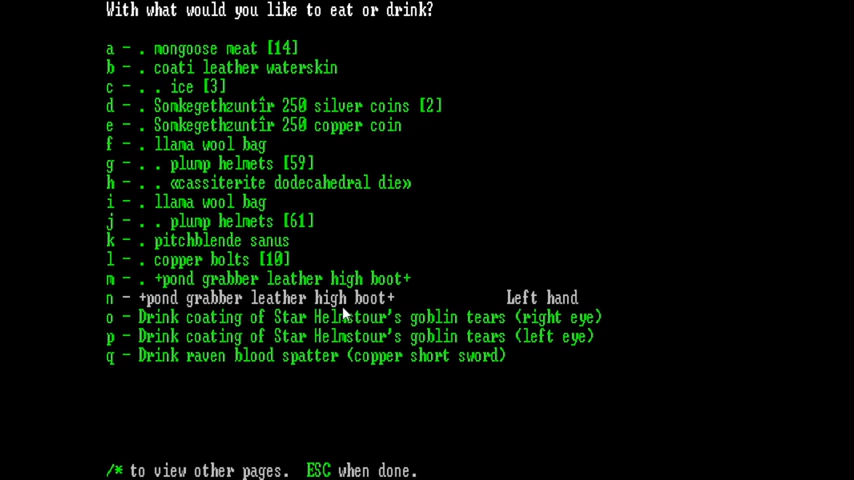 With what would you like to eat or drink?
a - . mongoose meat [14]
b - . coati leather waterskin
c - . . ice [3]
d - . Somkegethzuntîr 250 silver coins [2]
e - . Somkegethzuntîr 250 copper coin
f - . llama wool bag
g - . . plump helmets [59]
h - . . «cassiterite dodecahedral die»
i - . llama wool bag
j - . . plump helmets [61]
k - . pitchblende sanus
l - . copper bolts [10]
m - . +pond grabber leather high boot+
n - +pond grabber leather high boot+ Left hand
o - Drink coating of Star Helmstour's goblin tears (right eye)
p - Drink coating of Star Helmstour's goblin tears (left eye)
q - Drink raven blood spatter (copper short sword)
/* to view other pages. ESC when done.